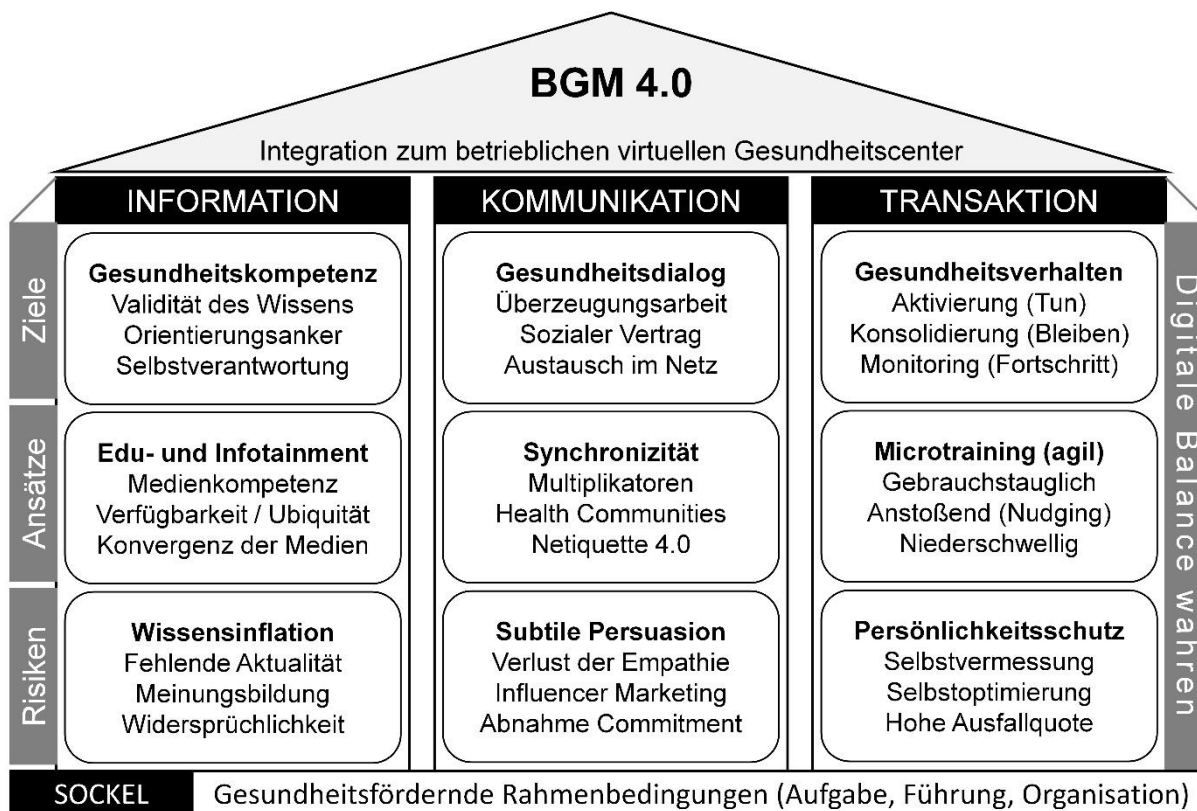 BGM 4.0
Integration zum betrieblichen virtuellen Gesundheitscenter
INFORMATION
KOMMUNIKATION
TRANSAKTION
Ziele
Gesundheitskompetenz
Validität des Wissens
Orientierungsanker
Selbstverantwortung
Gesundheitsdialog
Überzeugungsarbeit
Sozialer Vertrag
Austausch im Netz
Gesundheitsverhalten
Aktivierung (Tun)
Konsolidierung (Bleiben)
Monitoring (Fortschritt)
Ansätze
Edu- und Infotainment
Medienkompetenz
Verfügbarkeit / Ubiquität
Konvergenz der Medien
Synchronizität
Multiplikatoren
Health Communities
Netiquette 4.0
Microtraining (agil)
Gebrauchstauglich
Anstoßend (Nudging)
Niederschwellig
Risiken
Wissensinflation
Fehlende Aktualität
Meinungsbildung
Widersprüchlichkeit
Subtile Persuasion
Verlust der Empathie
Influencer Marketing
Abnahme Commitment
Persönlichkeitsschutz
Selbstvermessung
Selbstoptimierung
Hohe Ausfallquote
Digitale Balance wahren
SOCKEL
Gesundheitsfördernde Rahmenbedingungen (Aufgabe, Führung, Organisation)